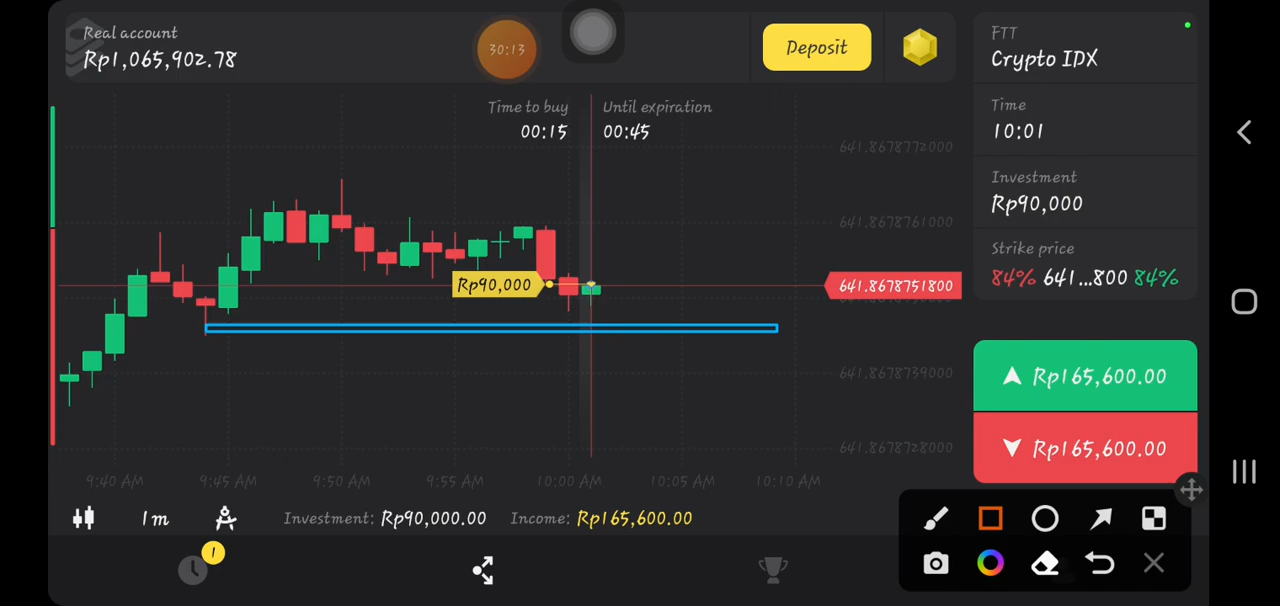 Real account
Rp1,065,902.78
30:13
Deposit
FTT
Crypto IDX
Time
10:01
Investment
Rp90,000
Strike price
84% 641...800 84%
Time to buy
00:15
Until expiration
00:45
641.8678772000
641.8678761000
Rp90,000
641.8678751800
641.8678739000
641.8678728000
Rp165,600.00
Rp165,600.00
9:40 AM 9:45 AM 9:50 AM 9:55 AM 10:00 AM 10:05 AM 10:10 AM
1m
Investment: Rp90,000.00 Income: Rp165,600.00
1